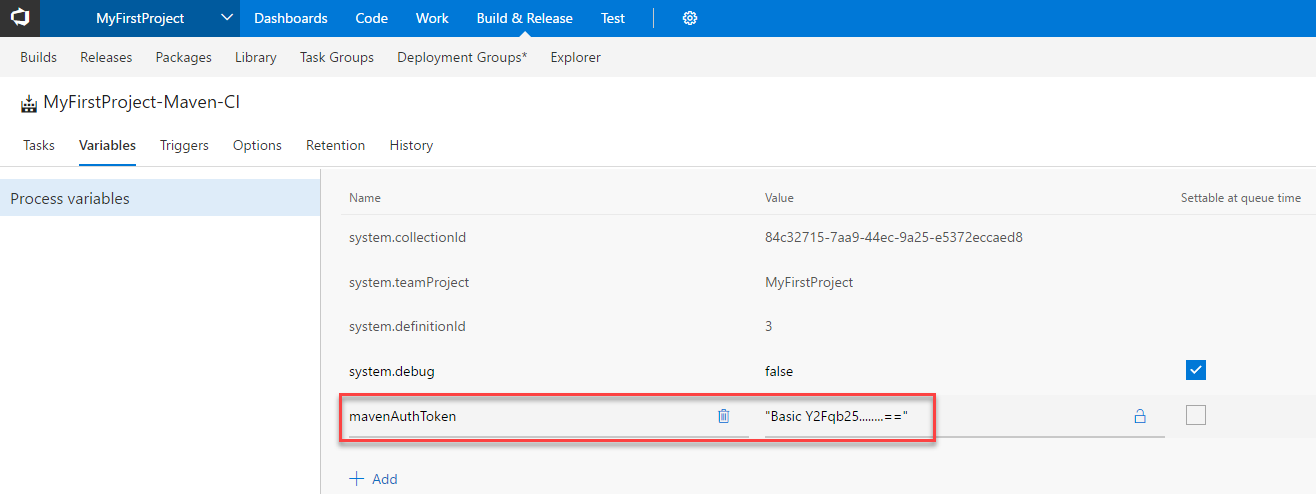 MyFirstProject Dashboards Code Work Build & Release Test
Builds Releases Packages Library Task Groups Deployment Groups* Explorer
MyFirstProject-Maven-CI
Tasks Variables Triggers Options Retention History
Process variables
Name Value Settable at queue time
system.collectionId 84c32715-7aa9-44ec-9a25-e5372eccaed8
system.teamProject MyFirstProject
system.definitionId 3
system.debug false
mavenAuthToken "Basic Y2Fqb25........=="
Add